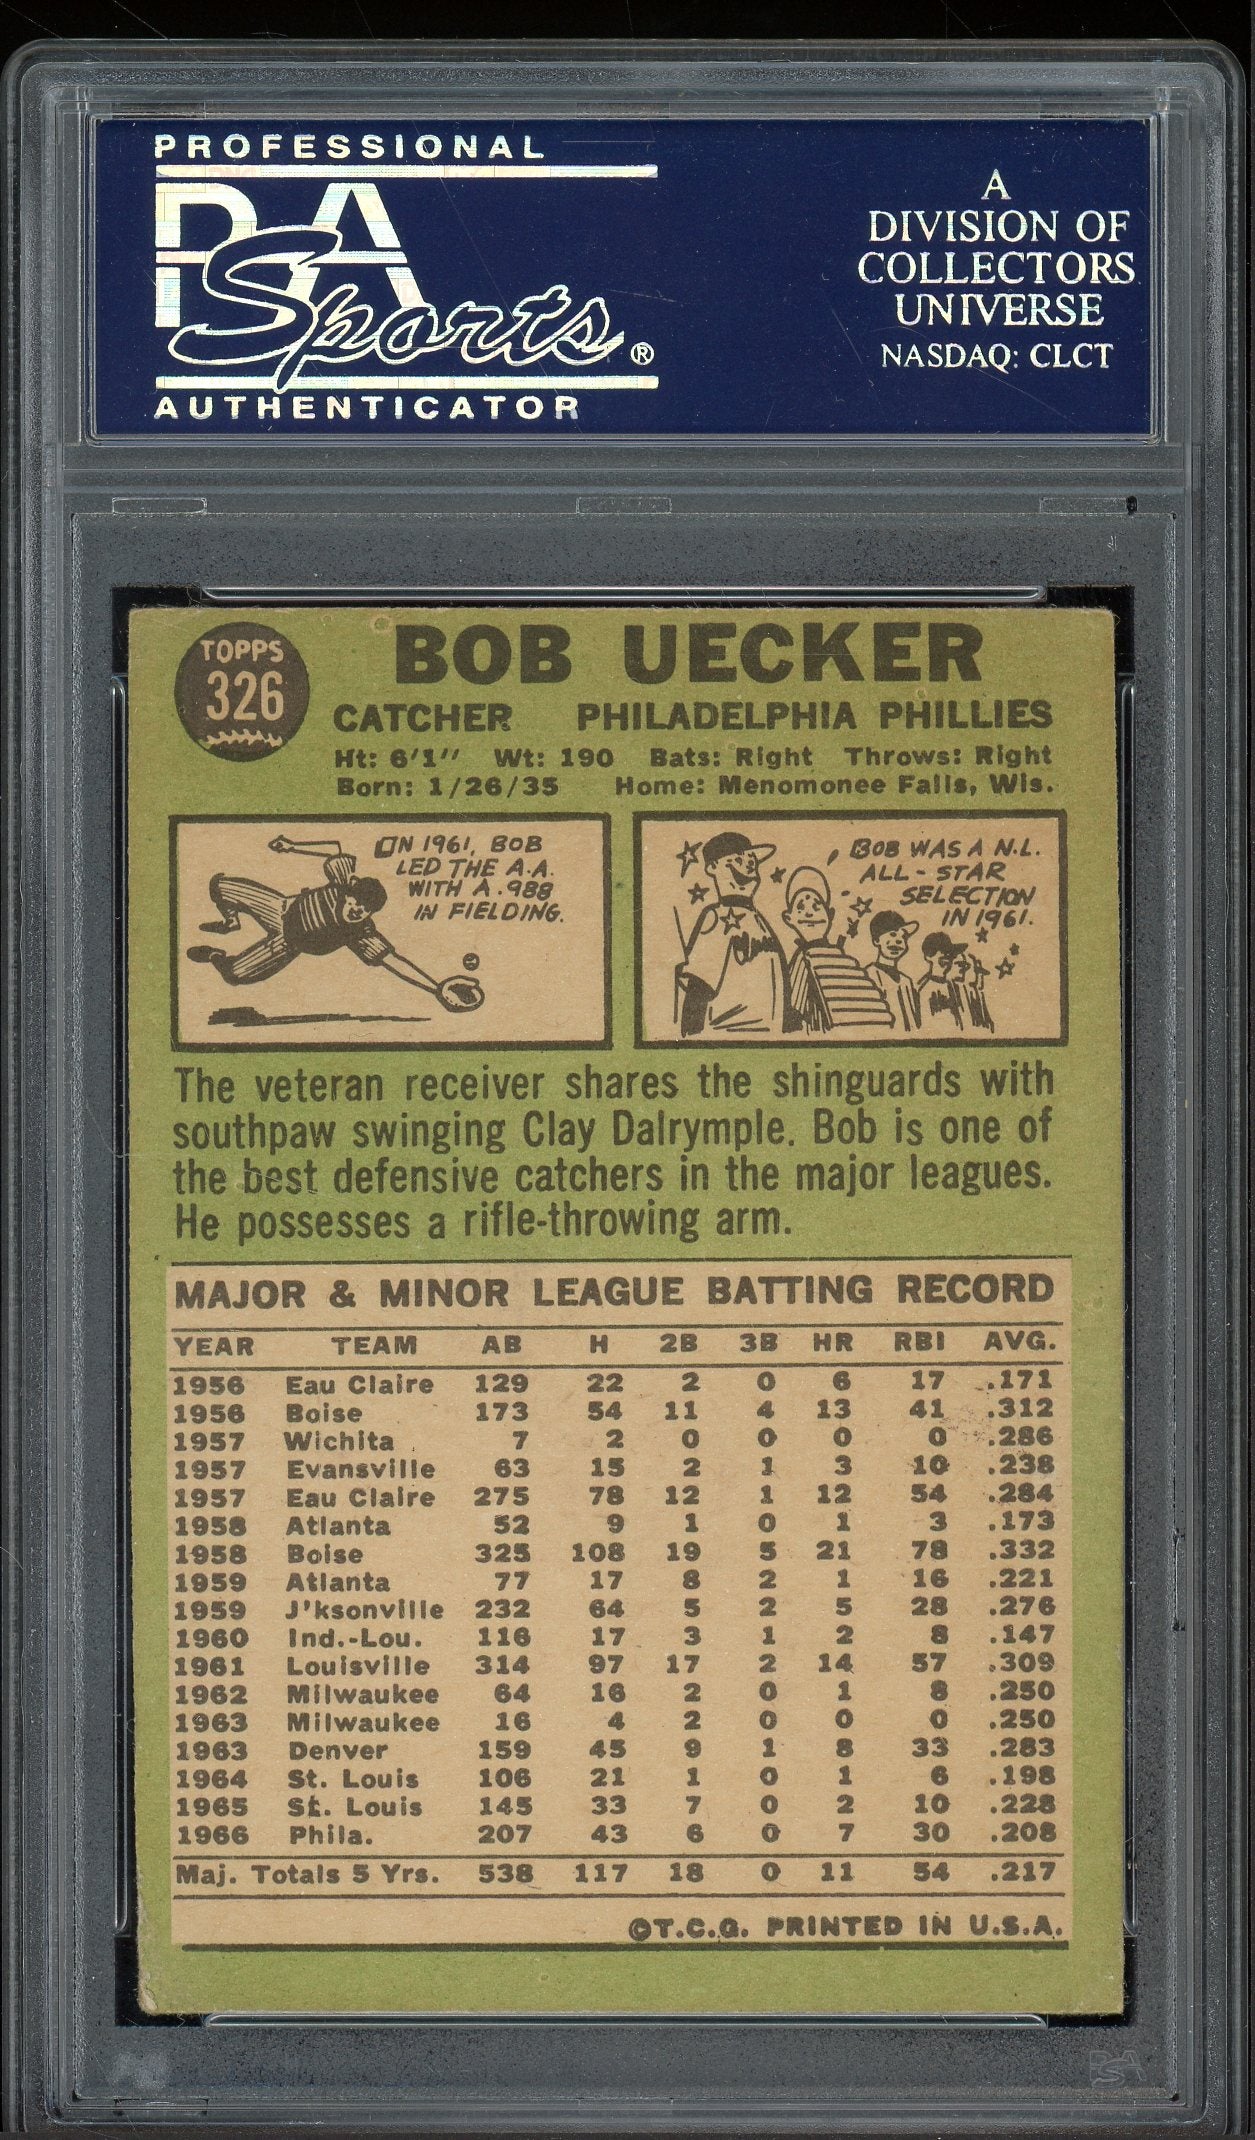 PROFESSIONAL
PSA
Sports®
AUTHENTICATOR
A
DIVISION OF
COLLECTORS
UNIVERSE
NASDAQ: CLCT
TOPPS
326
BOB UECKER
CATCHER PHILADELPHIA PHILLIES
Ht: 6'1" Wt: 190 Bats: Right Throws: Right
Born: 1/26/35 Home: Menomonee Falls, Wis.
ON 1961, BOB
LED THE A.A.
WITH A .988
IN FIELDING.
BOB WAS A N.L.
ALL-STAR
SELECTION
IN 1961.
The veteran receiver shares the shinguards with
southpaw swinging Clay Dalrymple. Bob is one of
the best defensive catchers in the major leagues.
He possesses a rifle-throwing arm.
MAJOR & MINOR LEAGUE BATTING RECORD
YEAR TEAM AB H 2B 3B HR RBI AVG.
1956 Eau Claire 129 22 2 0 6 17 .171
1956 Boise 173 54 11 4 13 41 .312
1957 Wichita 7 2 0 0 0 0 .286
1957 Evansville 63 15 2 1 3 10 .238
1957 Eau Claire 275 78 12 1 12 54 .284
1958 Atlanta 52 9 1 0 1 3 .173
1958 Boise 325 108 19 5 21 78 .332
1959 Atlanta 77 17 8 2 1 16 .221
1959 J'ksonville 232 64 5 2 5 28 .276
1960 Ind.-Lou. 116 17 3 1 2 8 .147
1961 Louisville 314 97 17 2 14 57 .309
1962 Milwaukee 64 16 2 0 1 8 .250
1963 Milwaukee 16 4 2 0 0 0 .250
1963 Denver 159 45 9 1 8 33 .283
1964 St. Louis 106 21 1 0 1 6 .198
1965 St. Louis 145 33 7 0 2 10 .228
1966 Phila. 207 43 6 0 7 30 .208
Maj. Totals 5 Yrs. 538 117 18 0 11 54 .217
©T.C.G. PRINTED IN U.S.A.
PSA